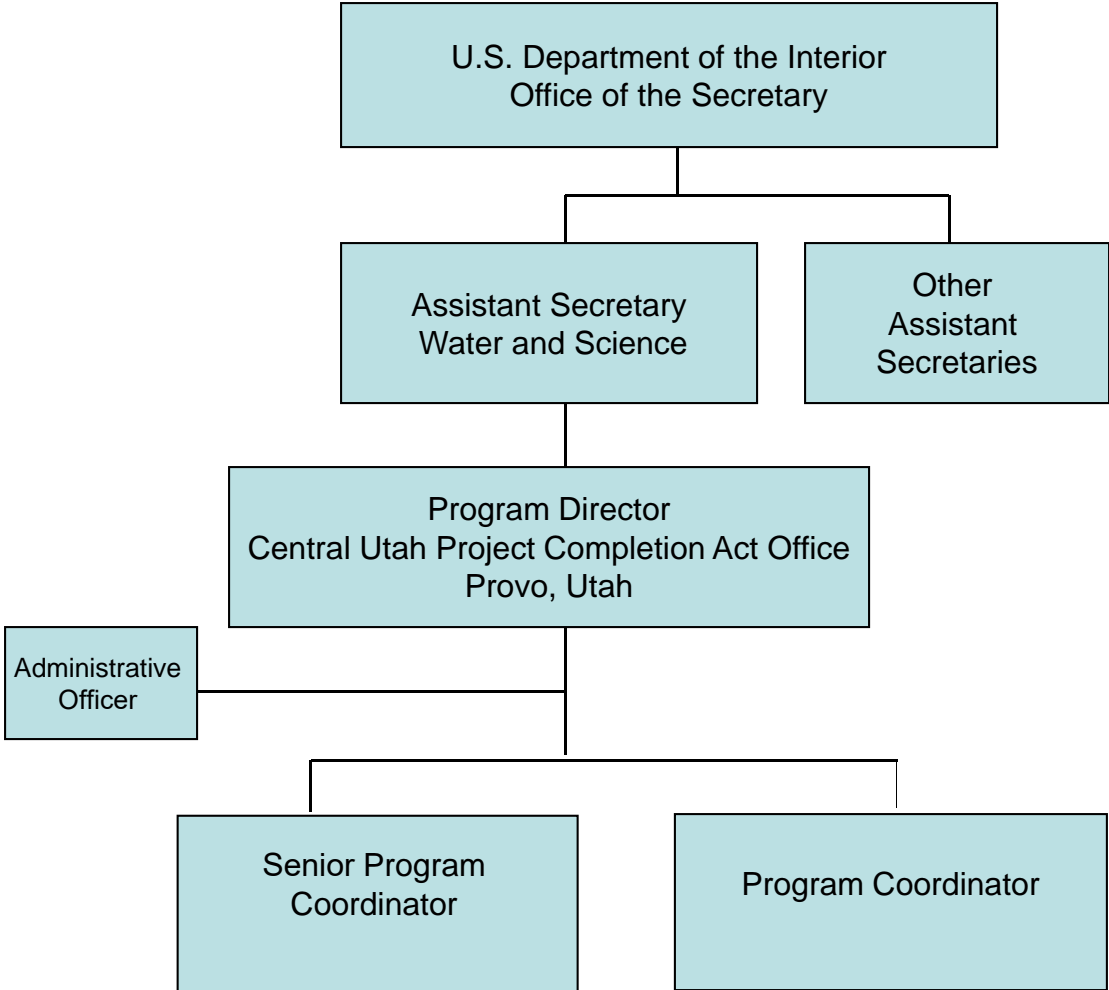 U.S. Department of the Interior
Office of the Secretary
Assistant Secretary
Water and Science
Other
Assistant
Secretaries
Program Director
Central Utah Project Completion Act Office
Provo, Utah
Administrative
Officer
Senior Program
Coordinator
Program Coordinator